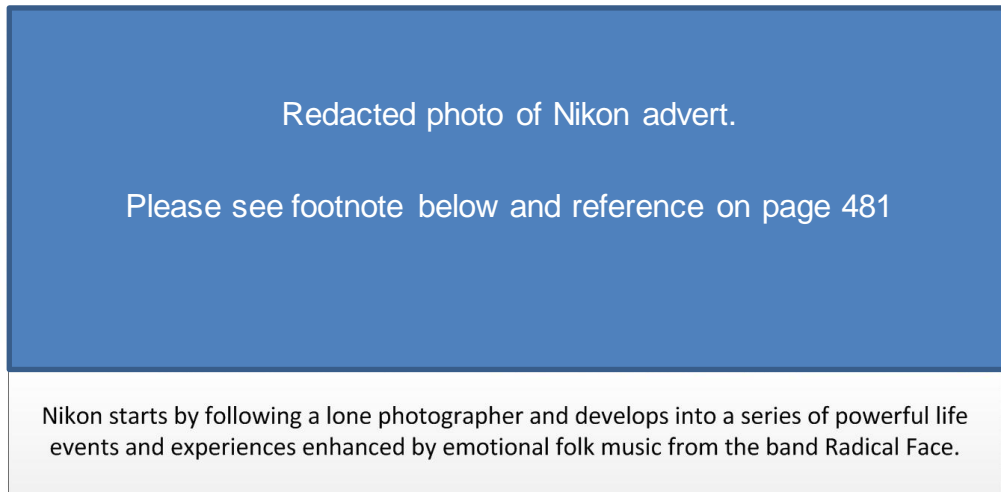 Redacted photo of Nikon advert.
Please see footnote below and reference on page 481
Nikon starts by following a lone photographer and develops into a series of powerful life
events and experiences enhanced by emotional folk music from the band Radical Face.